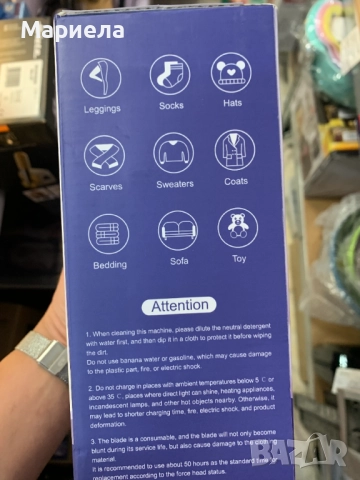 Мариела
Leggings
Socks
Hats
Scarves
Sweaters
Coats
Bedding
Sofa
Toy
Attention
1. When cleaning this machine, please dilute the neutral detergent
with water first, and then dip it in a cloth to protect it before wiping
the dirt.
Do not use banana water or gasoline, which may cause damage
to the plastic part, fire, or electric shock.
2. Do not charge in places with ambient temperatures below 5 ℃ or
above 35 ℃, places where direct light can shine, heating appliances,
incandescent lamps, and other hot objects nearby. Otherwise, it
may lead to shorter charging time, fire, electric shock, and product
deformation.
3. The blade is a consumable, and the blade will not only become
blunt during its service life, but also cause damage to the clothing
material.
It is recommended to use about 50 hours as the standard time
replacement according to the force head status.
BAZAR